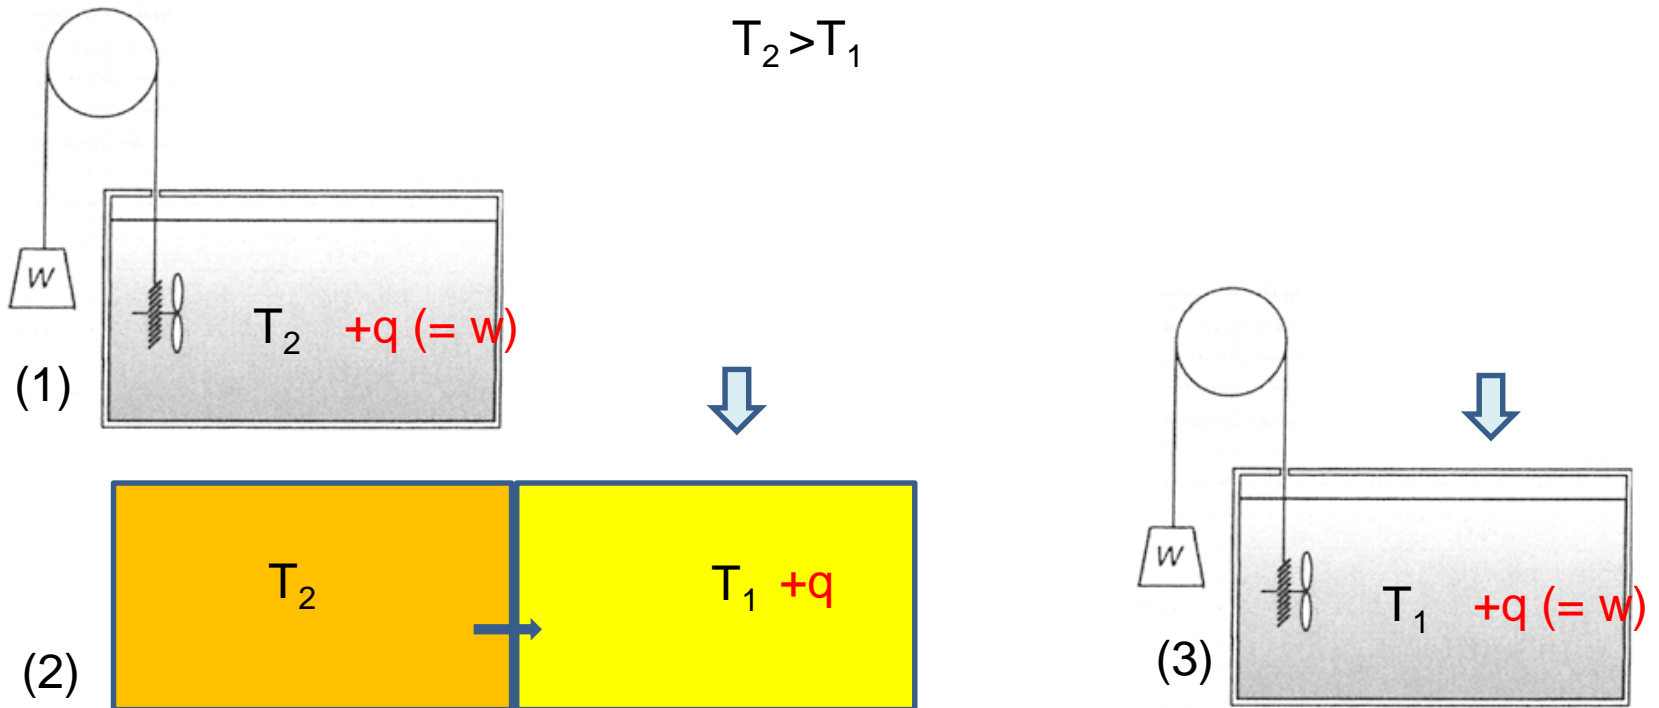 T₂ >T₁
W
T₂ +q (= w)
(1)
T₂
T₁ +q
(2)
W
T₁ +q (= w)
(3)